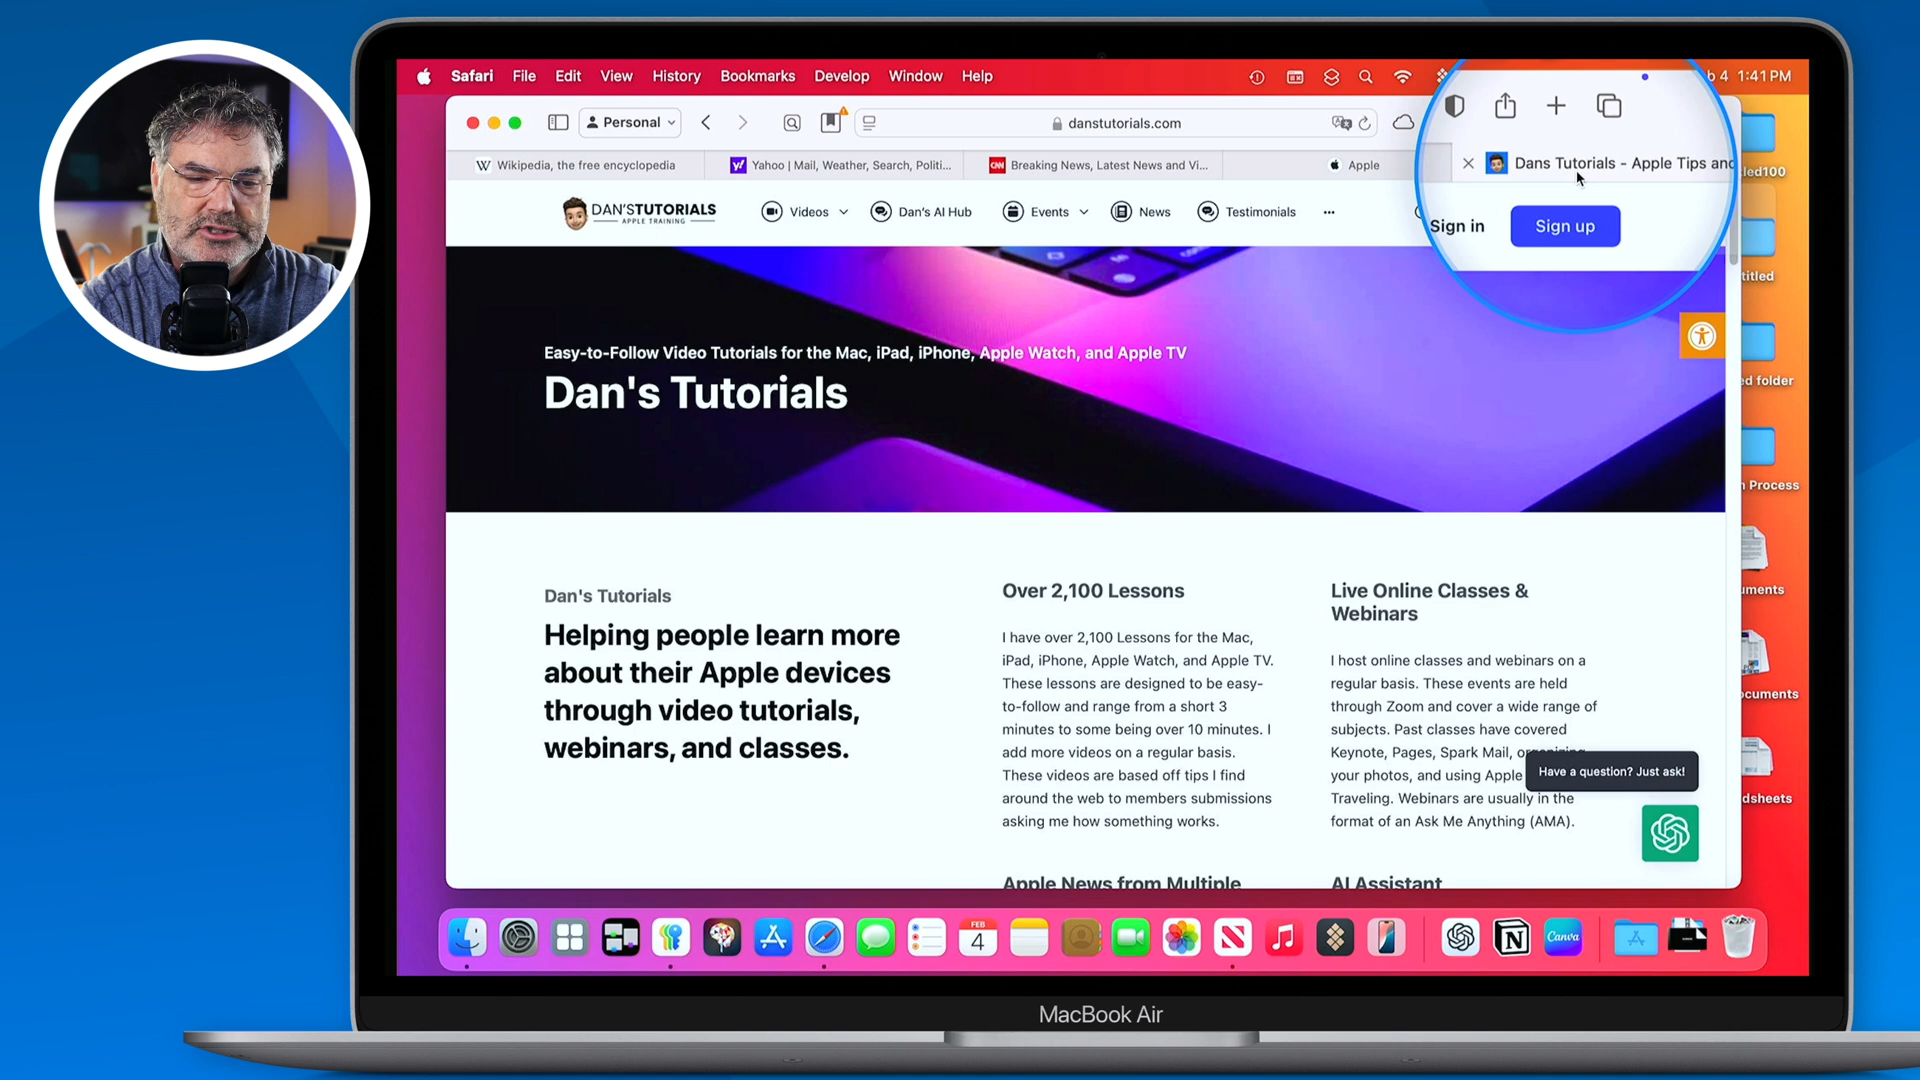 Safari File Edit View History Bookmarks Develop Window Help
4 1:41 PM
Personal
danstutorials.com
Wikipedia, the free encyclopedia
Yahoo | Mail, Weather, Search, Politi...
CNN
Breaking News, Latest News and Vi...
Apple
Dans Tutorials - Apple Tips and
DAN'STUTORIALS
APPLE TRAINING
Videos
Dan's AI Hub
Events
News
Testimonials
Sign in
Sign up
Easy-to-Follow Video Tutorials for the Mac, iPad, iPhone, Apple Watch, and Apple TV
Dan's Tutorials
Dan's Tutorials
Helping people learn more
about their Apple devices
through video tutorials,
webinars, and classes.
Over 2,100 Lessons
I have over 2,100 Lessons for the Mac,
iPad, iPhone, Apple Watch, and Apple TV.
These lessons are designed to be easy-
to-follow and range from a short 3
minutes to some being over 10 minutes. I
add more videos on a regular basis.
These videos are based off tips I find
around the web to members submissions
asking me how something works.
Live Online Classes &
Webinars
I host online classes and webinars on a
regular basis. These events are held
through Zoom and cover a wide range of
subjects. Past classes have covered
Keynote, Pages, Spark Mail, organizing
your photos, and using Apple
Traveling. Webinars are usually in the
format of an Ask Me Anything (AMA).
Have a question? Just ask!
Apple News from Multiple
AI Assistant
led100
titled
ed folder
n Process
uments
ocuments
dsheets
FEB
4
Canva
MacBook Air